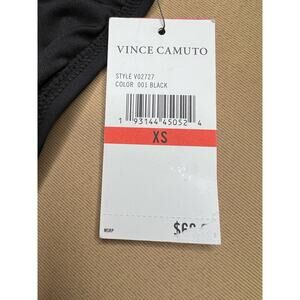 VINCE CAMUTO
STYLE V02727
COLOR 001 BLACK
1 93144 45052 4
XS
MSRP